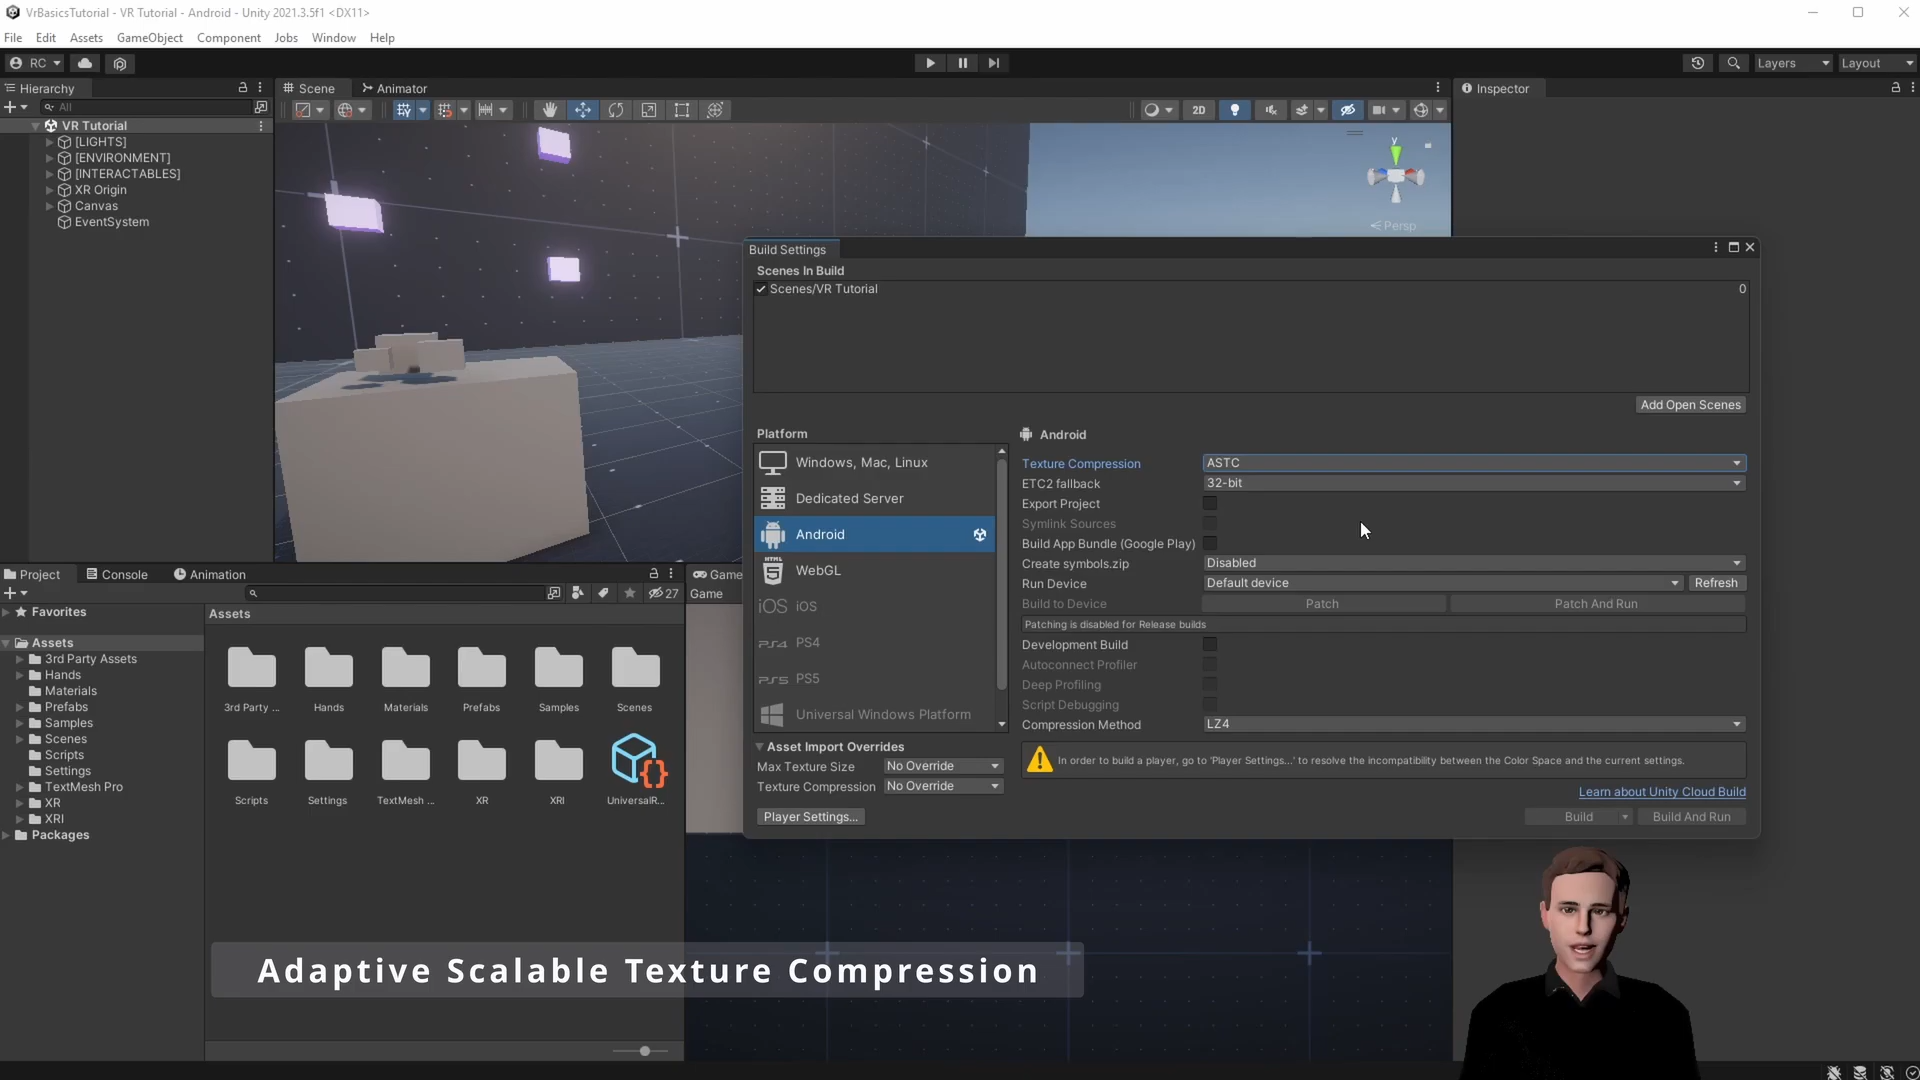 VrBasicsTutorial - VR Tutorial - Android - Unity 2021.3.5f1 <DX11>
File Edit Assets GameObject Component Jobs Window Help
RC
Layers Layout
Hierarchy
All
VR Tutorial
[LIGHTS]
[ENVIRONMENT]
[INTERACTABLES]
XR Origin
Canvas
EventSystem
Scene Animator
2D
y
Persp
Inspector
Build Settings
Scenes In Build
Scenes/VR Tutorial 0
Add Open Scenes
Platform
Windows, Mac, Linux
Dedicated Server
Android
HTML
5
WebGL
iOS iOS
PS4 PS4
PS5 PS5
Universal Windows Platform
Asset Import Overrides
Max Texture Size No Override
Texture Compression No Override
Player Settings...
Android
Texture Compression ASTC
ETC2 fallback 32-bit
Export Project
Symlink Sources
Build App Bundle (Google Play)
Create symbols.zip Disabled
Run Device Default device Refresh
Build to Device Patch Patch And Run
Patching is disabled for Release builds
Development Build
Autoconnect Profiler
Deep Profiling
Script Debugging
Compression Method LZ4
In order to build a player, go to 'Player Settings...' to resolve the incompatibility between the Color Space and the current settings.
Learn about Unity Cloud Build
Build Build And Run
Project Console Animation
27
Favorites
Assets
3rd Party Assets
Hands
Materials
Prefabs
Samples
Scenes
Scripts
Settings
TextMesh Pro
XR
XRI
Packages
Assets
3rd Party ... Hands Materials Prefabs Samples Scenes
Scripts Settings TextMesh ... XR XRI UniversalR...
Game
Game
Adaptive Scalable Texture Compression